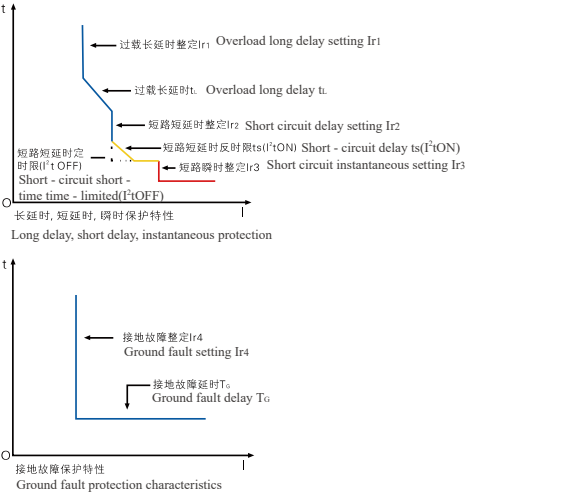 t
过载长延时整定Ir1 Overload long delay setting Ir1
过载长延时tL Overload long delay tL
短路短延时整定Ir2 Short circuit delay setting Ir2
短路短延时反时限ts(I²tON) Short - circuit delay ts(I²tON)
短路短延时定
时限(I²t OFF)
短路瞬时整定Ir3 Short circuit instantaneous setting Ir3
Short - circuit short -
time time - limited(I²tOFF)
O
I
长延时, 短延时, 瞬时保护特性
Long delay, short delay, instantaneous protection
t
接地故障整定Ir4
Ground fault setting Ir4
接地故障延时TG
Ground fault delay TG
O
I
接地故障保护特性
Ground fault protection characteristics